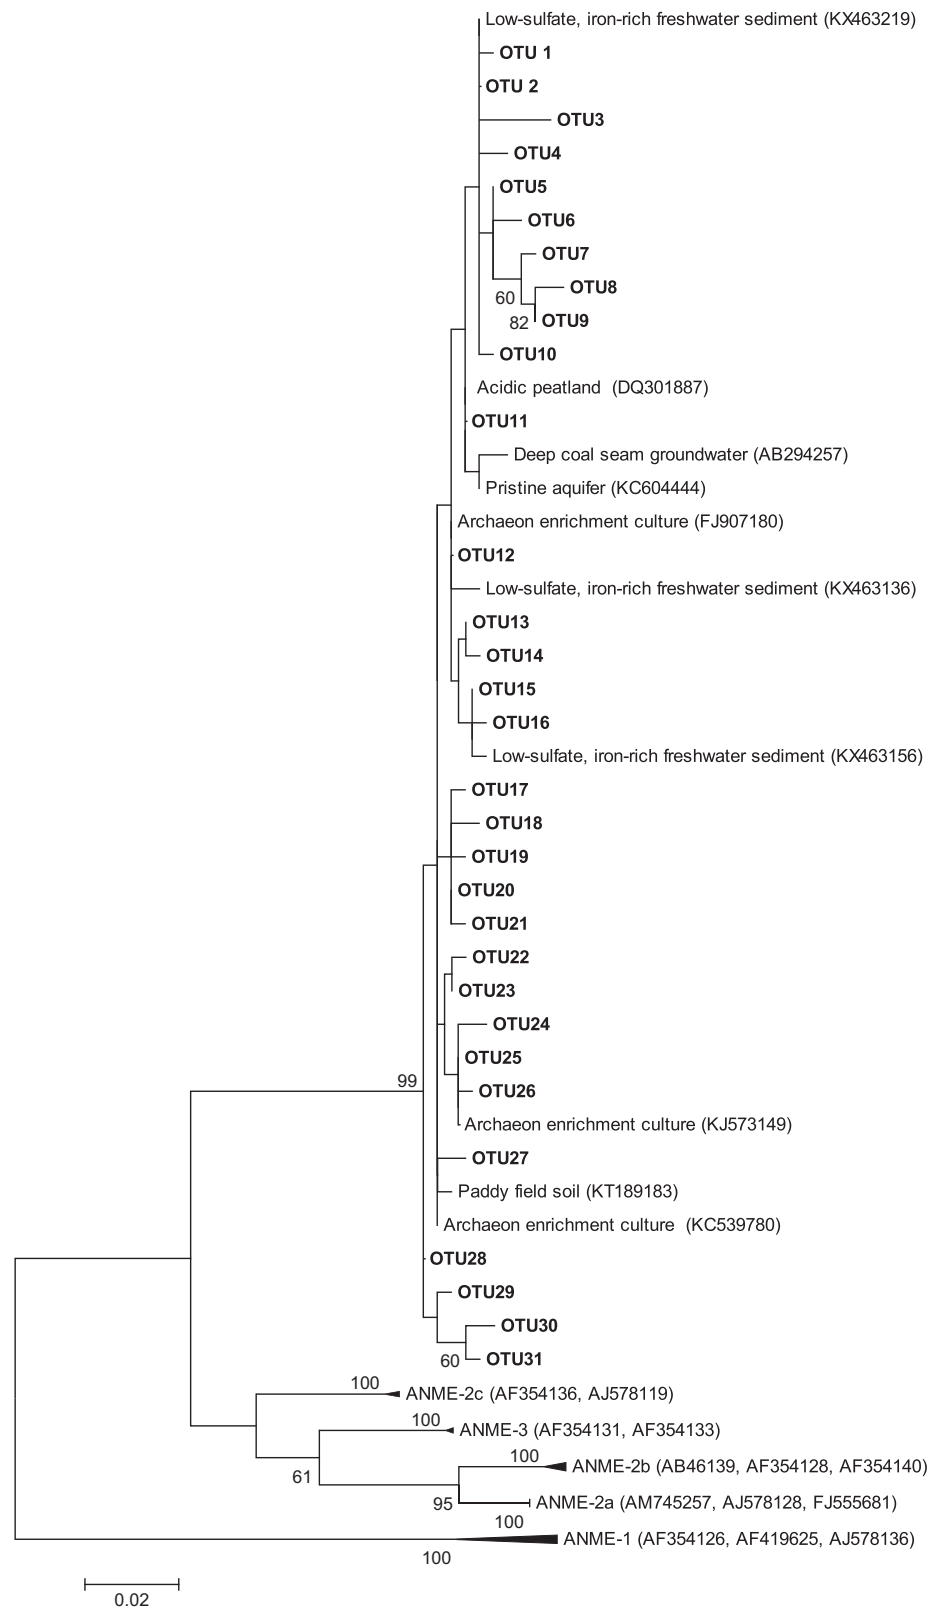 Low-sulfate, iron-rich freshwater sediment (KX463219)
OTU 1
OTU 2
OTU3
OTU4
OTU5
OTU6
OTU7
OTU8
60
OTU9
82
OTU10
Acidic peatland (DQ301887)
OTU11
Deep coal seam groundwater (AB294257)
Pristine aquifer (KC604444)
Archaeon enrichment culture (FJ907180)
OTU12
Low-sulfate, iron-rich freshwater sediment (KX463136)
OTU13
OTU14
OTU15
OTU16
Low-sulfate, iron-rich freshwater sediment (KX463156)
OTU17
OTU18
OTU19
OTU20
OTU21
OTU22
OTU23
OTU24
OTU25
99
OTU26
Archaeon enrichment culture (KJ573149)
OTU27
Paddy field soil (KT189183)
Archaeon enrichment culture (KC539780)
OTU28
OTU29
OTU30
OTU31
60
100
ANME-2c (AF354136, AJ578119)
100
ANME-3 (AF354131, AF354133)
100
ANME-2b (AB46139, AF354128, AF354140)
61
95
ANME-2a (AM745257, AJ578128, FJ555681)
100
ANME-1 (AF354126, AF419625, AJ578136)
100
0.02